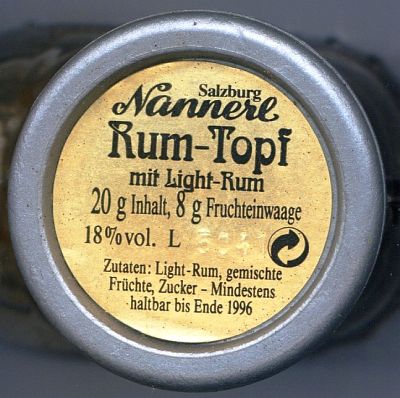 Salzburg
Nannerl
Rum-Topf
mit Light-Rum
20 g Inhalt, 8 g Fruchteinwaage
18% vol. L
Zutaten: Light-Rum, gemischte
Früchte, Zucker - Mindestens
haltbar bis Ende 1996